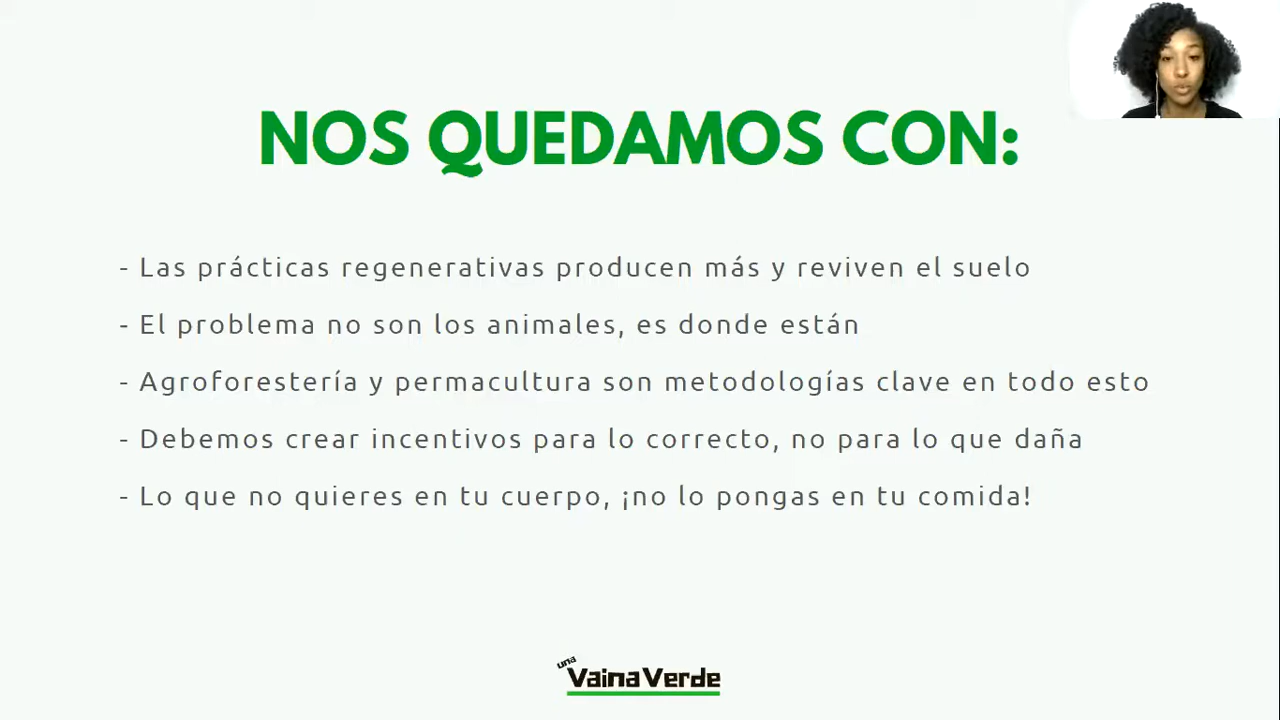 NOS QUEDAMOS CON:
- Las prácticas regenerativas producen más y reviven el suelo
- El problema no son los animales, es donde están
- Agroforestería y permacultura son metodologías clave en todo esto
- Debemos crear incentivos para lo correcto, no para lo que daña
- Lo que no quieres en tu cuerpo, ¡no lo pongas en tu comida!
una
VainaVerde